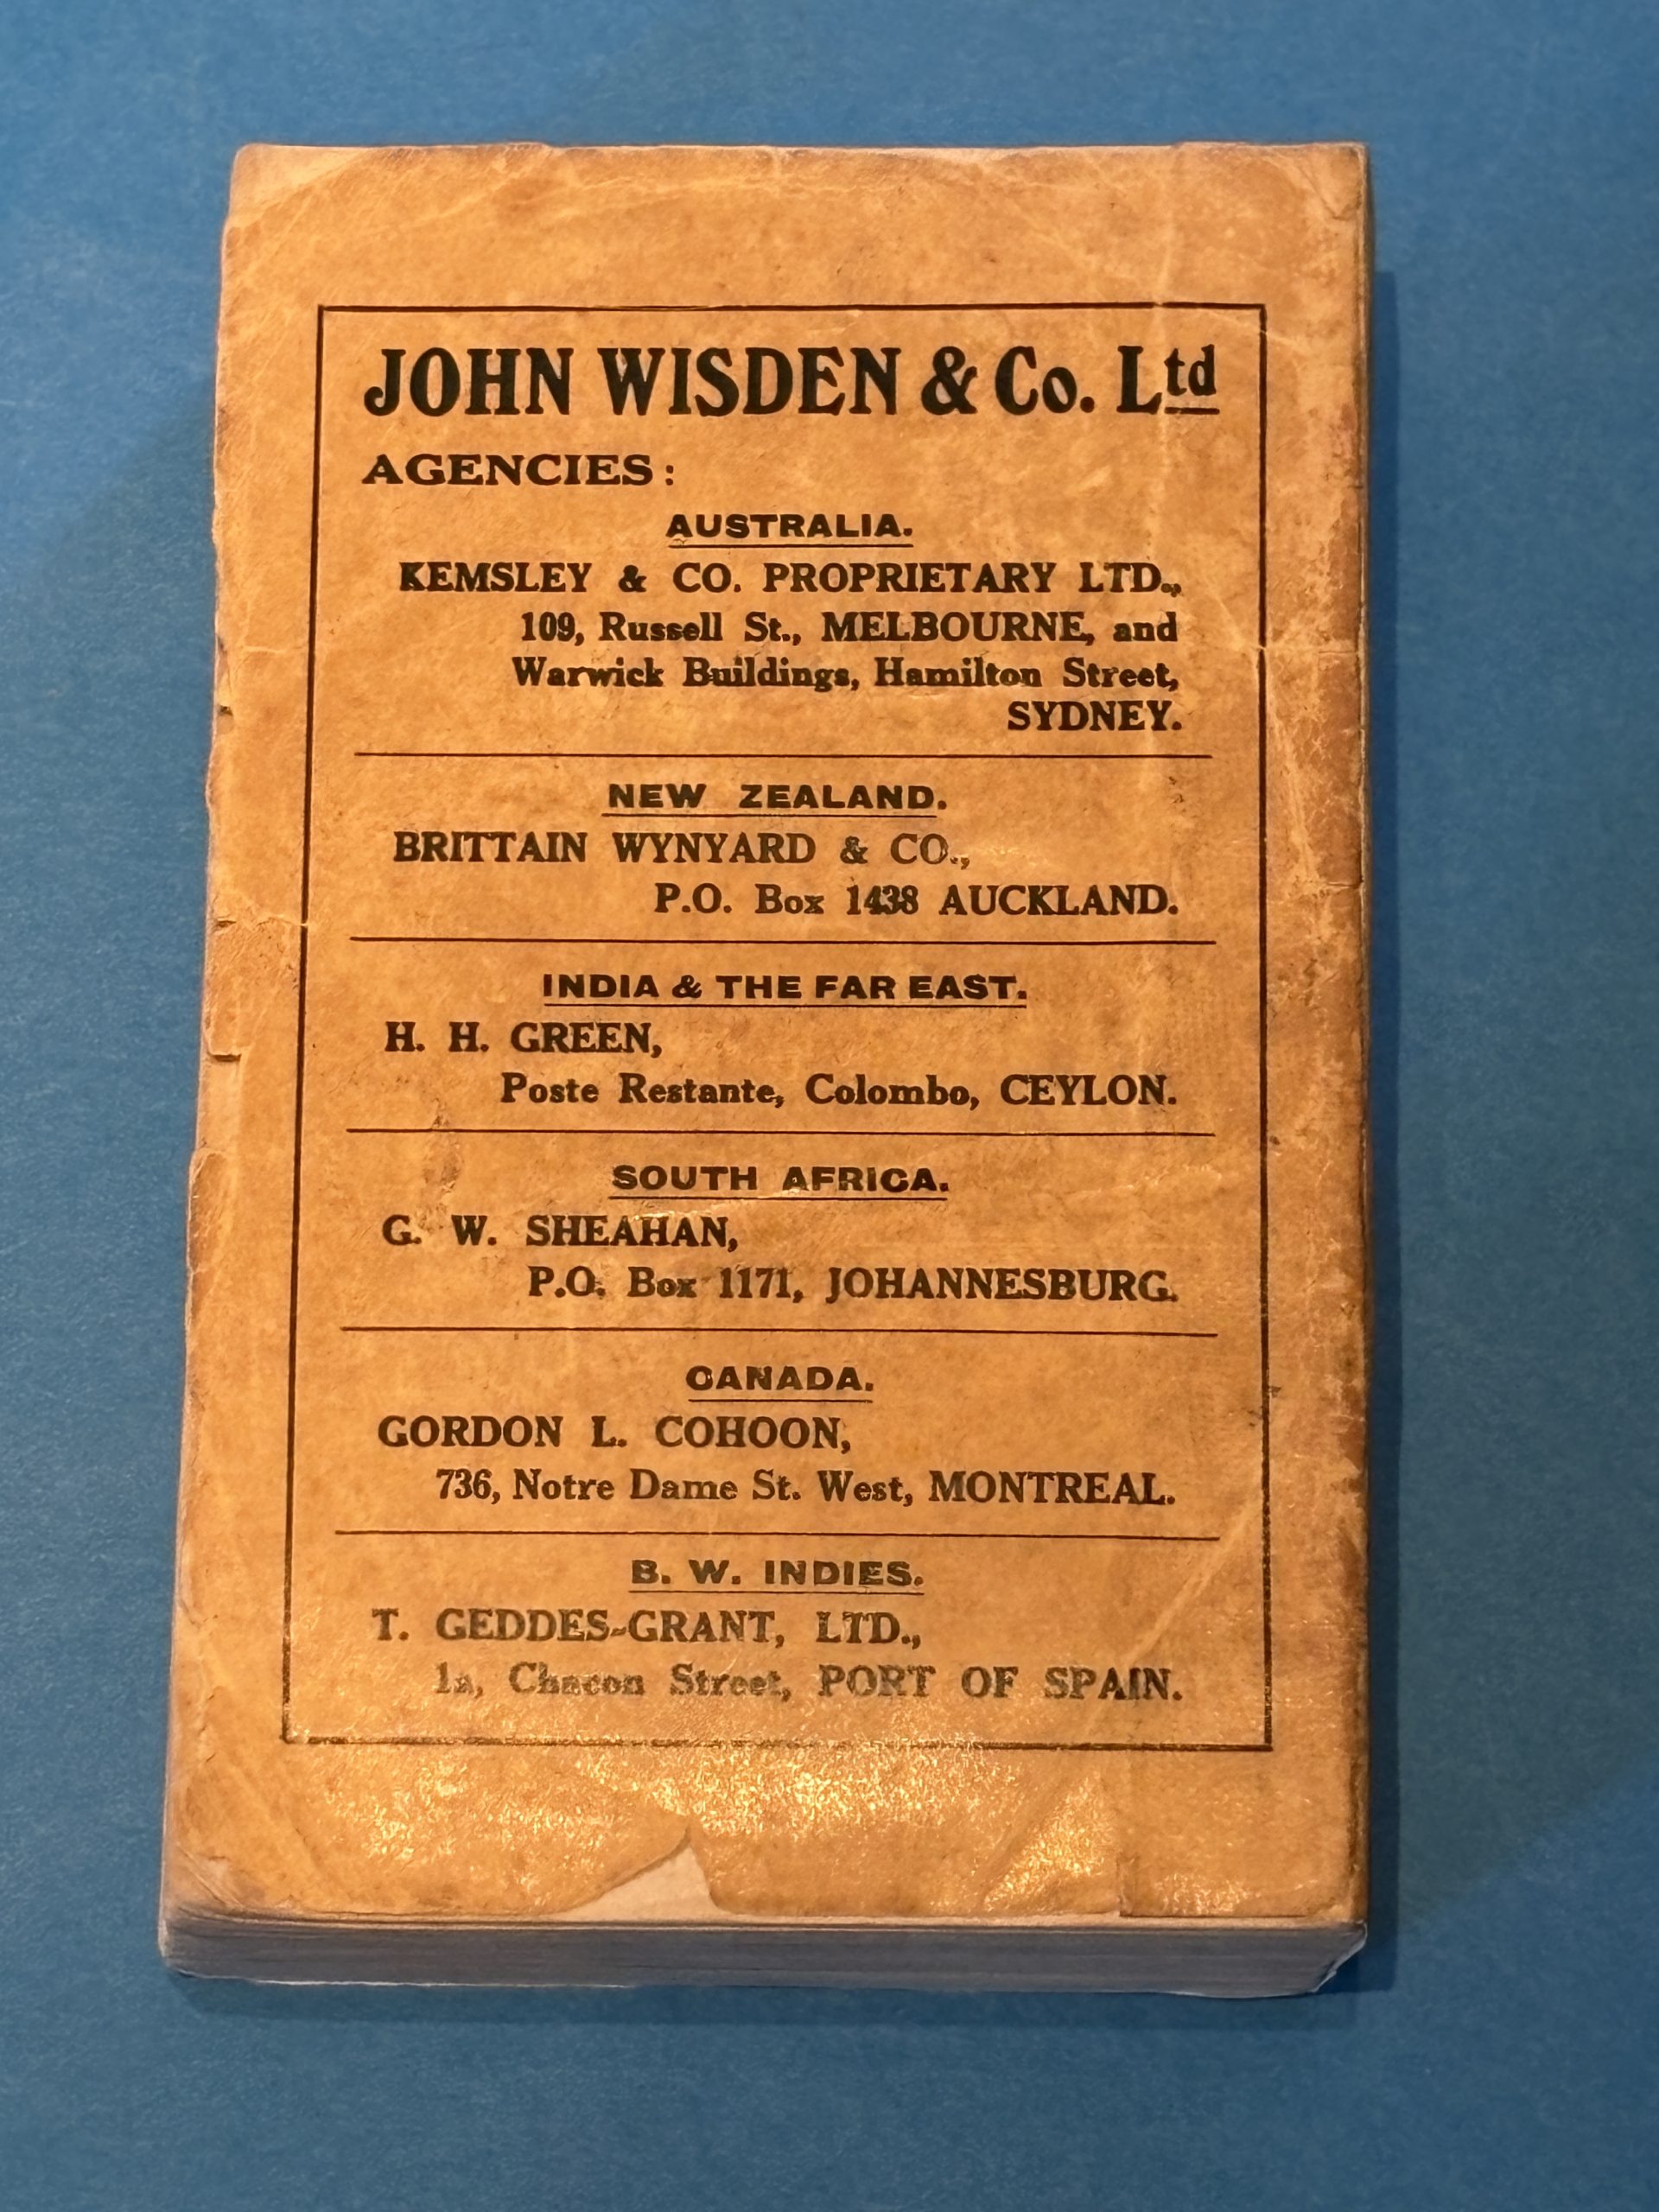 JOHN WISDEN & Co. Ltd
AGENCIES:
AUSTRALIA.
KEMSLEY & CO. PROPRIETARY LTD.,
109, Russell St., MELBOURNE, and
Warwick Buildings, Hamilton Street,
SYDNEY.
NEW ZEALAND.
BRITTAIN WYNYARD & CO.,
P.O. Box 1438 AUCKLAND.
INDIA & THE FAR EAST.
H. H. GREEN,
Poste Restante, Colombo, CEYLON.
SOUTH AFRICA.
G. W. SHEAHAN,
P.O. Box 1171, JOHANNESBURG.
CANADA.
GORDON L. COHOON,
736, Notre Dame St. West, MONTREAL.
B. W. INDIES.
T. GEDDES-GRANT, LTD.,
1a, Chacon Street, PORT OF SPAIN.